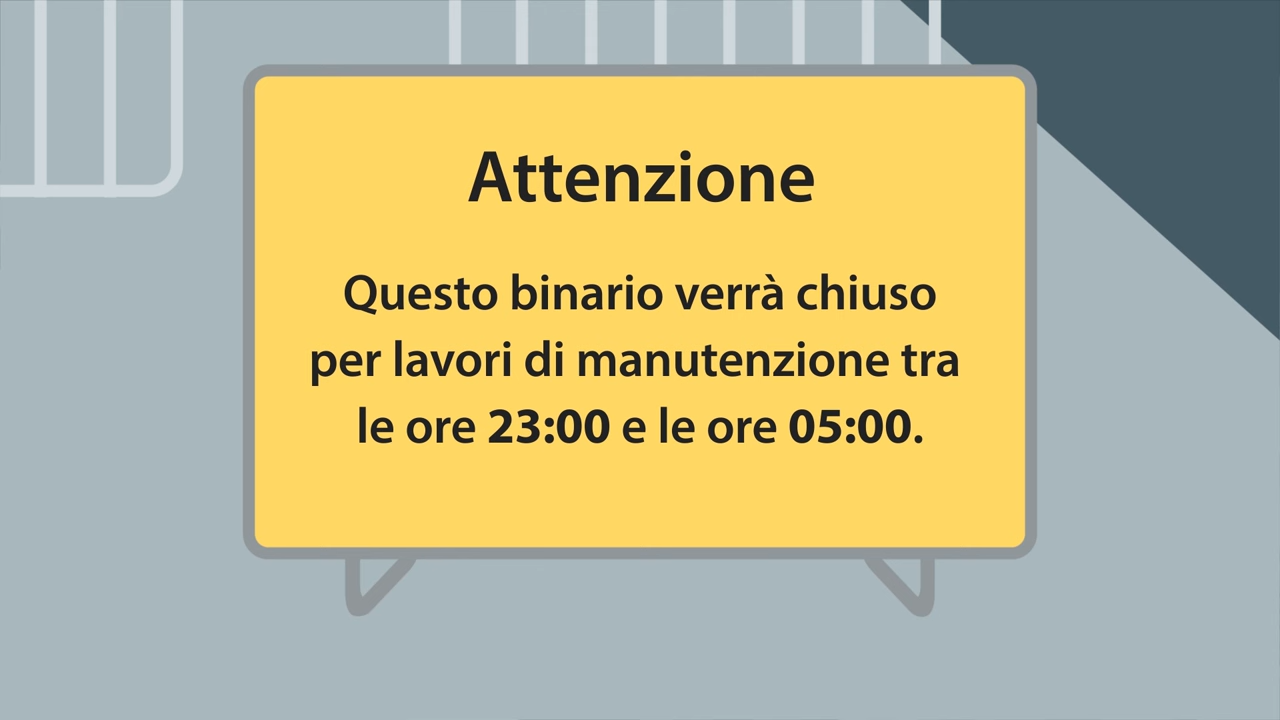 Attenzione
Questo binario verrà chiuso
per lavori di manutenzione tra
le ore 23:00 e le ore 05:00.